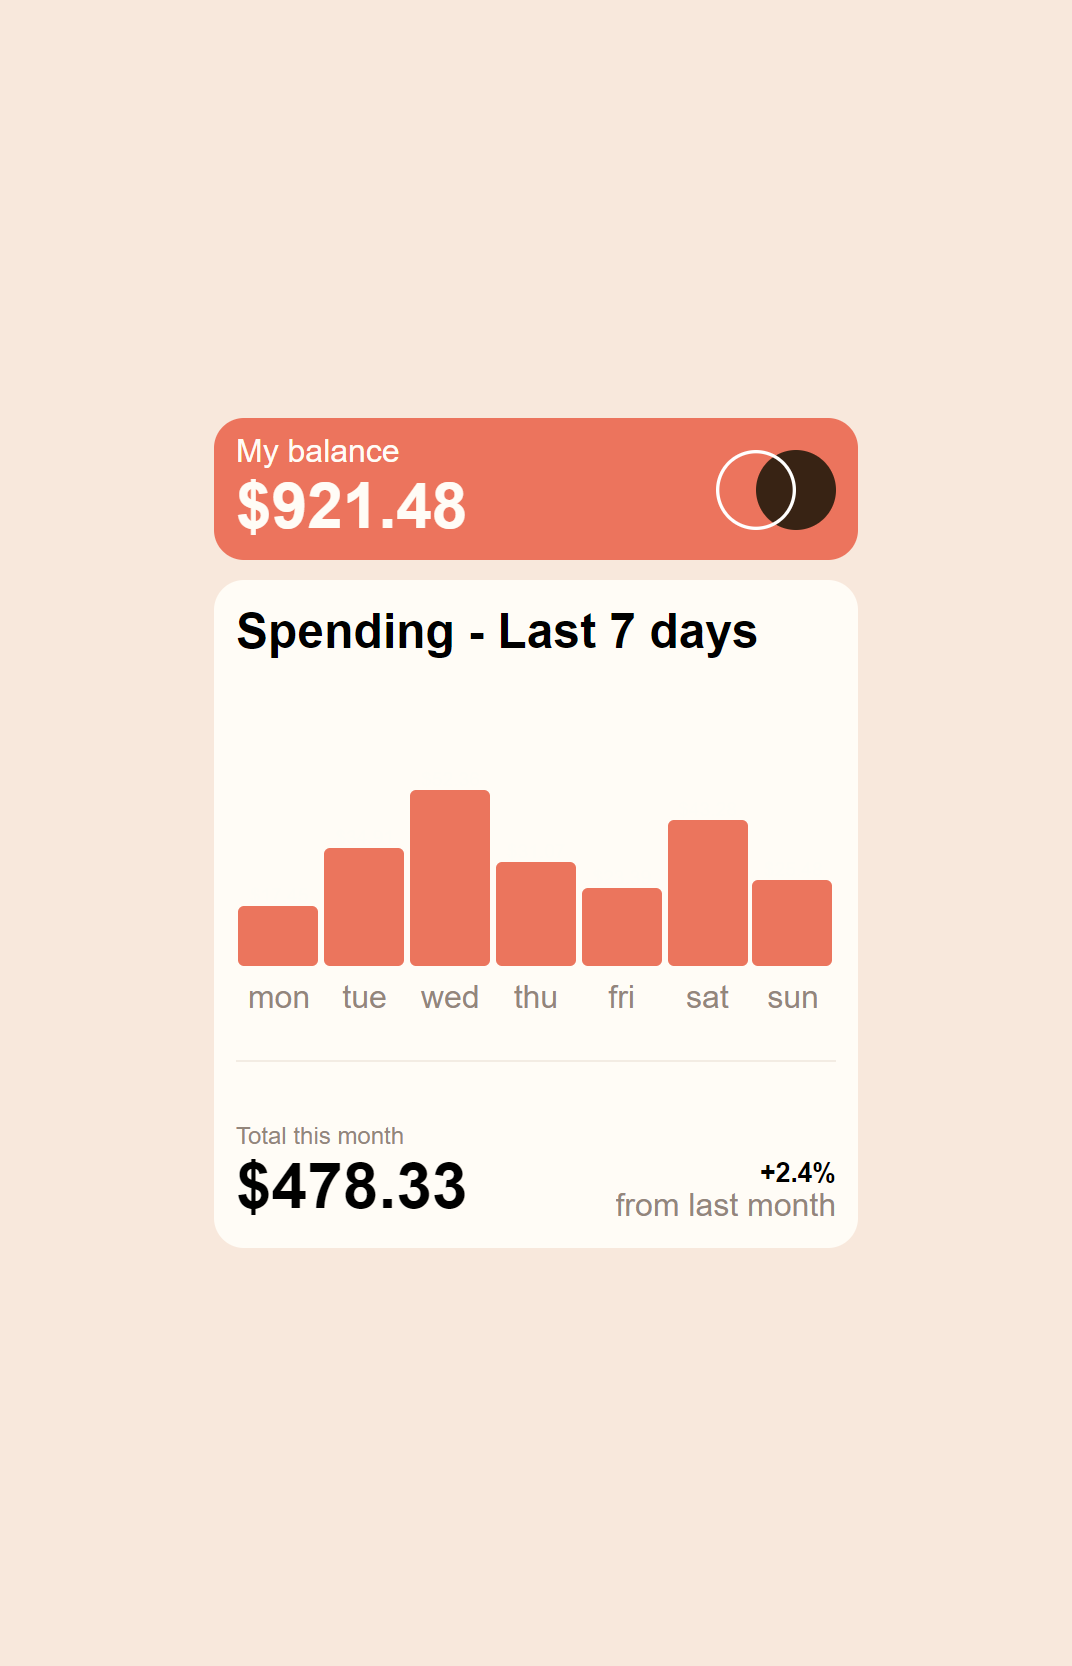 My balance
$921.48
Spending - Last 7 days
mon tue wed thu fri sat sun
Total this month
$478.33
+2.4%
from last month